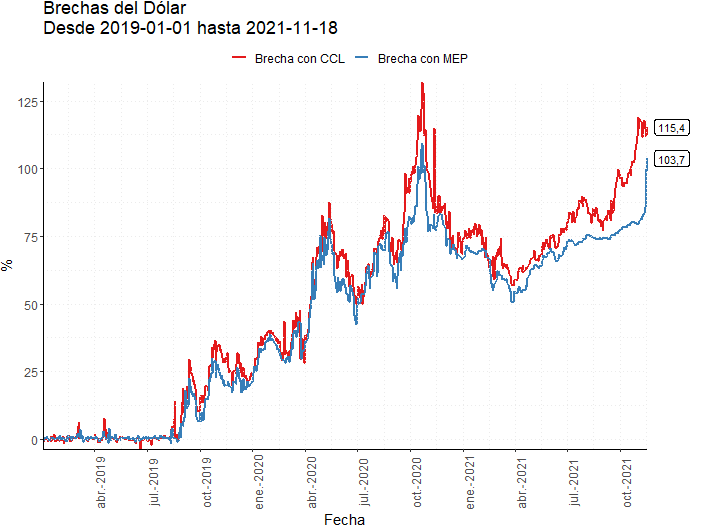 Brechas del Dólar
Desde 2019-01-01 hasta 2021-11-18
Brecha con CCL
Brecha con MEP
%
125
100
75
50
25
0
115,4
103,7
abr.-2019
jul.-2019
oct.-2019
ene.-2020
abr.-2020
jul.-2020
oct.-2020
ene.-2021
abr.-2021
jul.-2021
oct.-2021
Fecha